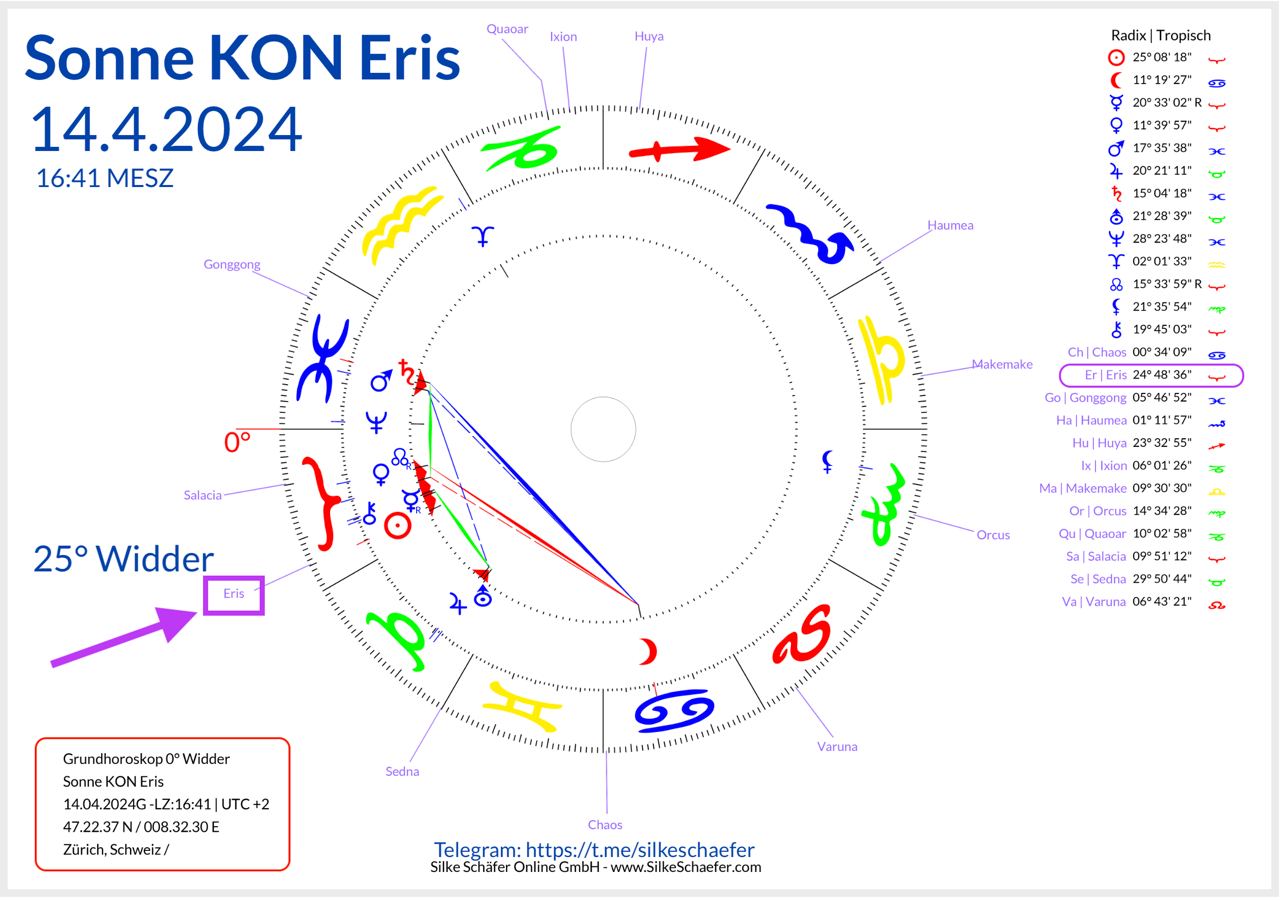 Sonne KON Eris
14.4.2024
16:41 MESZ
Quaoar
Ixion
Huya
Haumea
Gonggong
Makemake
0°
Salacia
25° Widder
Eris
Orcus
Sedna
Varuna
Chaos
R
R
Radix | Tropisch
25° 08' 18"
11° 19' 27"
20° 33' 02" R
11° 39' 57"
17° 35' 38"
20° 21' 11"
15° 04' 18"
21° 28' 39"
28° 23' 48"
02° 01' 33"
15° 33' 59" R
21° 35' 54"
19° 45' 03"
Ch | Chaos 00° 34' 09"
Er | Eris 24° 48' 36"
Go | Gonggong 05° 46' 52"
Ha | Haumea 01° 11' 57"
Hu | Huya 23° 32' 55"
Ix | Ixion 06° 01' 26"
Ma | Makemake 09° 30' 30"
Or | Orcus 14° 34' 28"
Qu | Quaoar 10° 02' 58"
Sa | Salacia 09° 51' 12"
Se | Sedna 29° 50' 44"
Va | Varuna 06° 43' 21"
Grundhoroskop 0° Widder
Sonne KON Eris
14.04.2024G -LZ:16:41 | UTC +2
47.22.37 N / 008.32.30 E
Zürich, Schweiz /
Telegram: https://t.me/silkeschaefer
Silke Schäfer Online GmbH - www.SilkeSchaefer.com